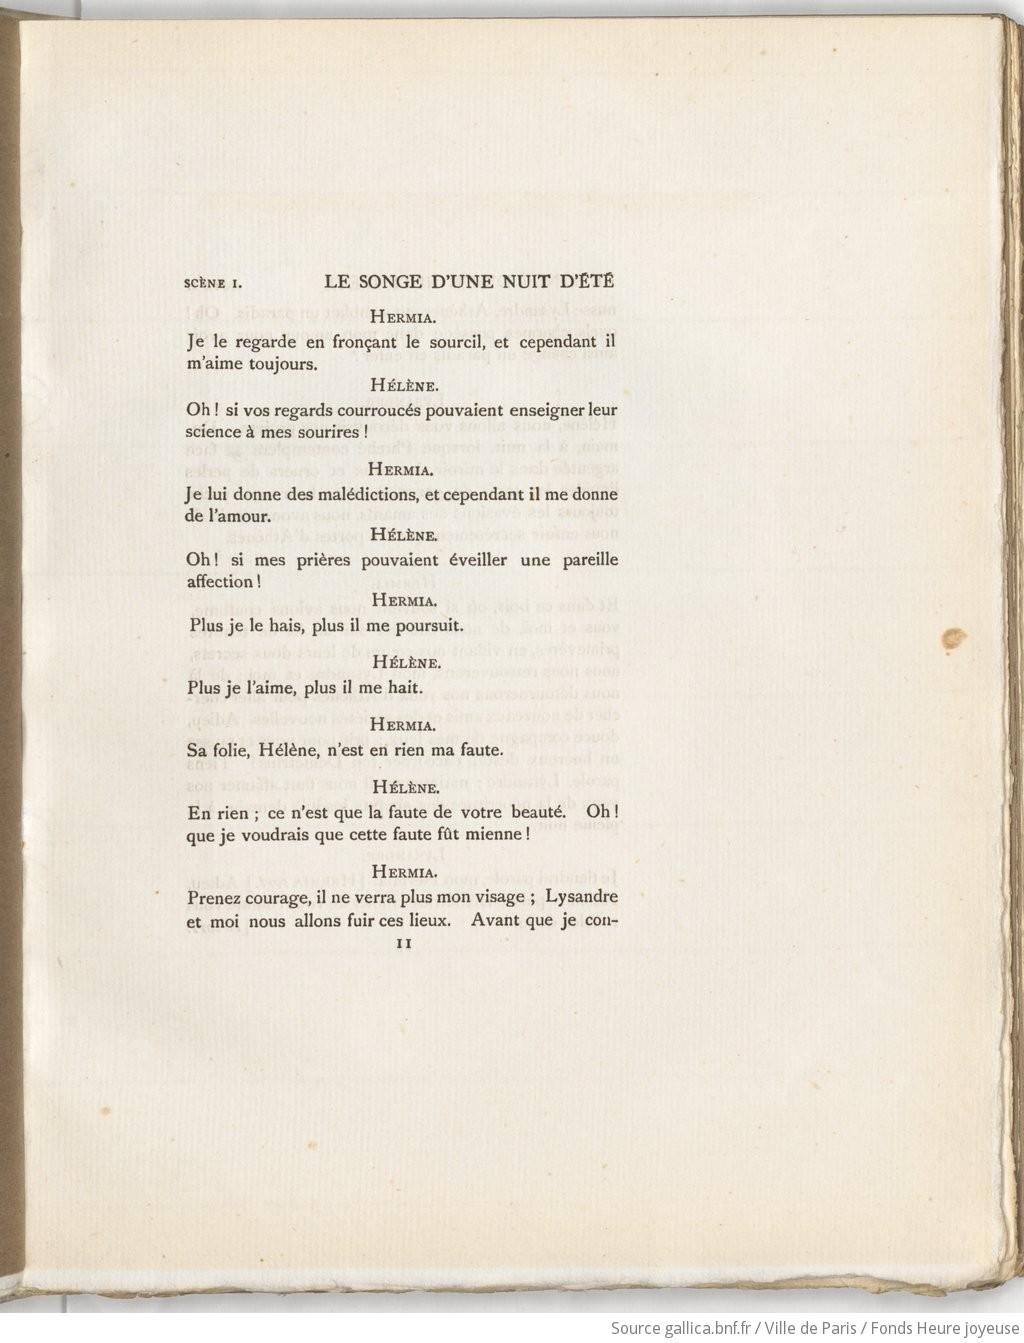 SCÈNE I. LE SONGE D'UNE NUIT D'ÉTÉ
HERMIA.
Je le regarde en fronçant le sourcil, et cependant il
m'aime toujours.
HÉLÈNE.
Oh ! si vos regards courroucés pouvaient enseigner leur
science à mes sourires !
HERMIA.
Je lui donne des malédictions, et cependant il me donne
de l'amour.
HÉLÈNE.
Oh ! si mes prières pouvaient éveiller une pareille
affection !
HERMIA.
Plus je le hais, plus il me poursuit.
HÉLÈNE.
Plus je l'aime, plus il me hait.
HERMIA.
Sa folie, Hélène, n'est en rien ma faute.
HÉLÈNE.
En rien ; ce n'est que la faute de votre beauté. Oh !
que je voudrais que cette faute fût mienne !
HERMIA.
Prenez courage, il ne verra plus mon visage ; Lysandre
et moi nous allons fuir ces lieux. Avant que je con-
11
Source gallica.bnf.fr / Ville de Paris / Fonds Heure joyeuse